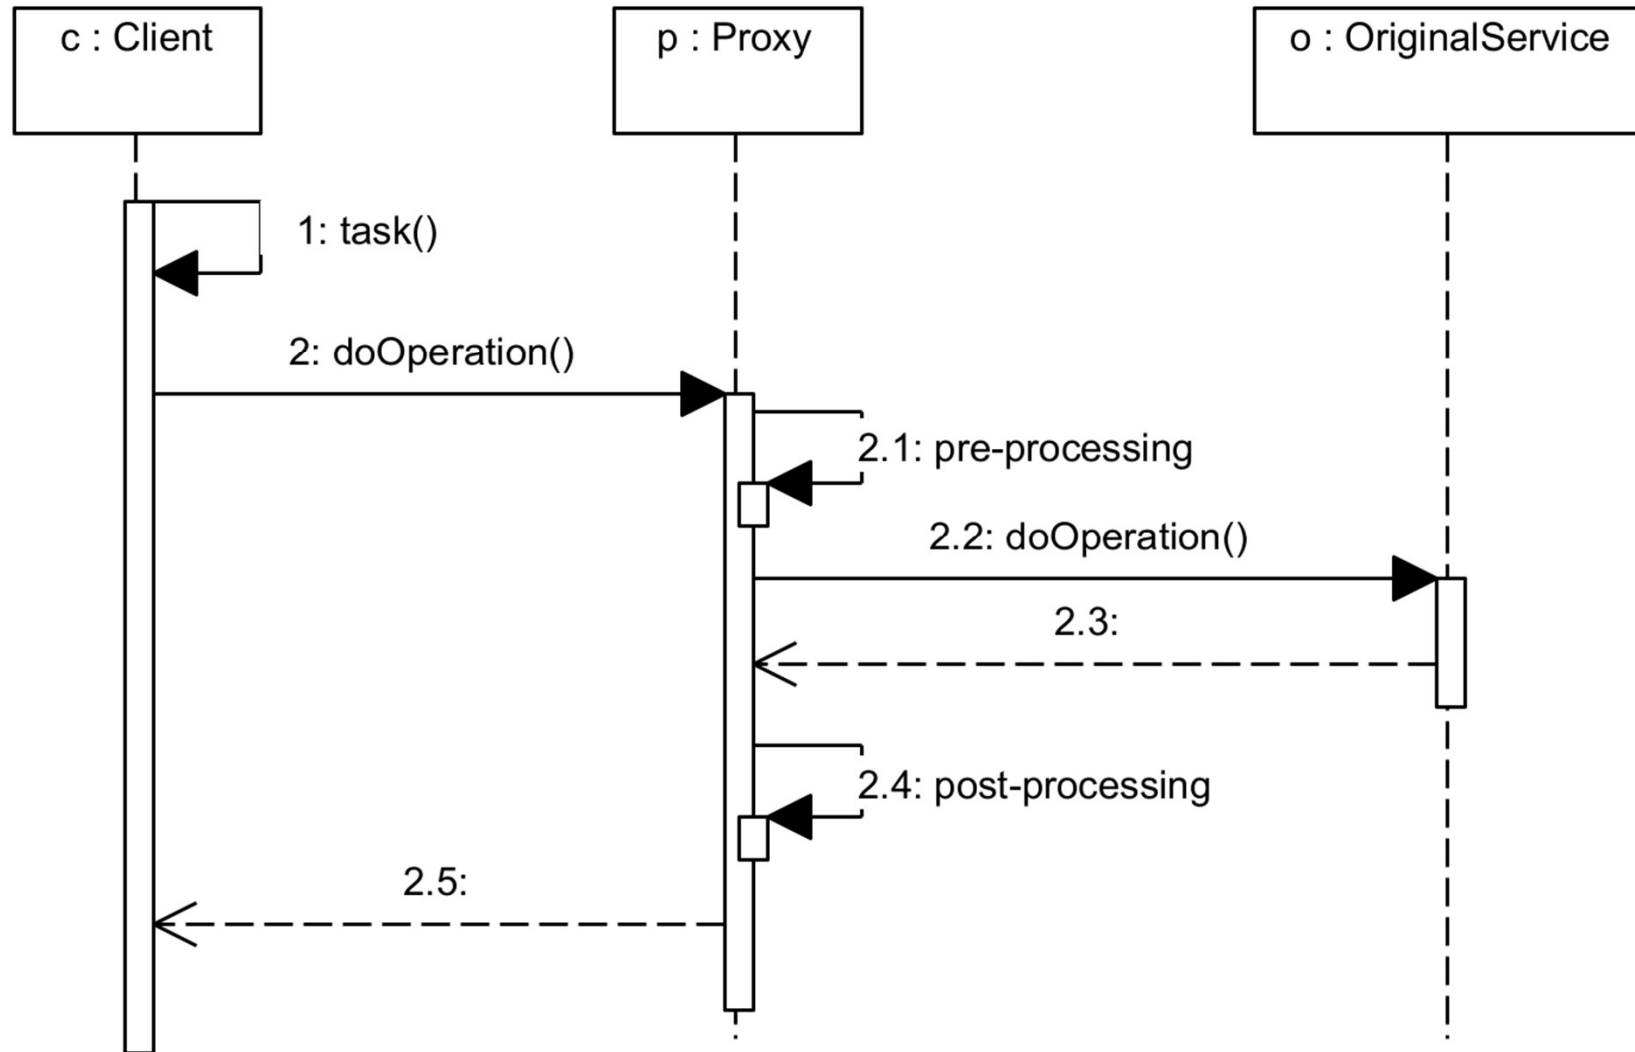 c : Client
p : Proxy
o : OriginalService
1: task()
2: doOperation()
2.1: pre-processing
2.2: doOperation()
2.3:
2.4: post-processing
2.5: